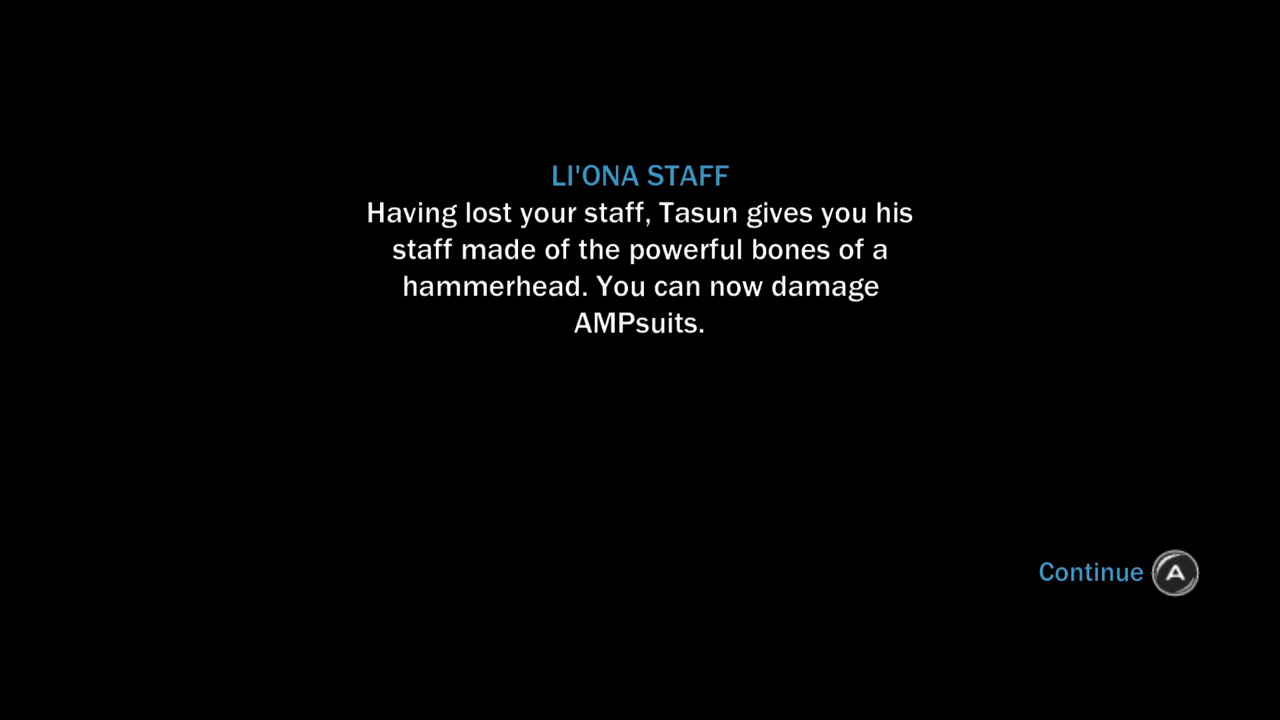 LI'ONA STAFF
Having lost your staff, Tasun gives you his
staff made of the powerful bones of a
hammerhead. You can now damage
AMPsuits.
Continue A